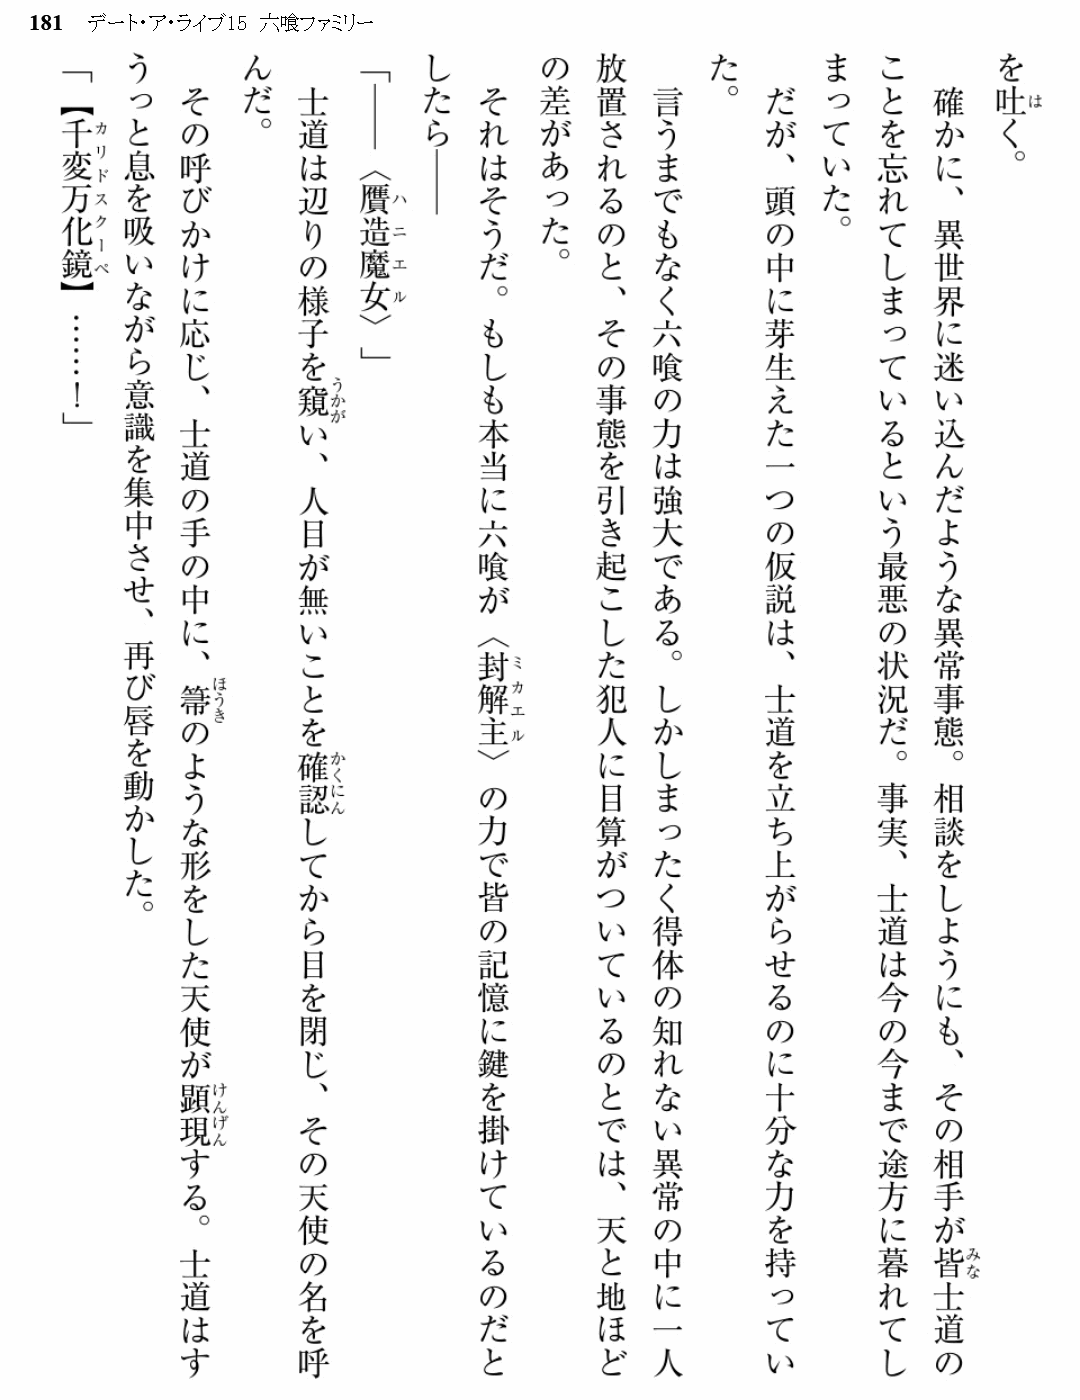 181 デート・ア・ライブ15 六喰ファミリー
を吐く。
確かに、異世界に迷い込んだような異常事態。相談をしようにも、その相手が皆士道の
ことを忘れてしまっているという最悪の状況だ。事実、士道は今の今まで途方に暮れてし
まっていた。
だが、頭の中に芽生えた一つの仮説は、士道を立ち上がらせるのに十分な力を持ってい
た。
言うまでもなく六喰の力は強大である。しかしまったく得体の知れない異常の中に一人
放置されるのと、その事態を引き起こした犯人に目算がついているのとでは、天と地ほど
の差があった。
それはそうだ。もしも本当に六喰が〈封解主〉の力で皆の記憶に鍵を掛けているのだと
したら――
「――〈贋造魔女〉」
士道は辺りの様子を窺い、人目が無いことを確認してから目を閉じ、その天使の名を呼
んだ。
その呼びかけに応じ、士道の手の中に、箒のような形をした天使が顕現する。士道はす
うっと息を吸いながら意識を集中させ、再び唇を動かした。
「【千変万化鏡】……！」